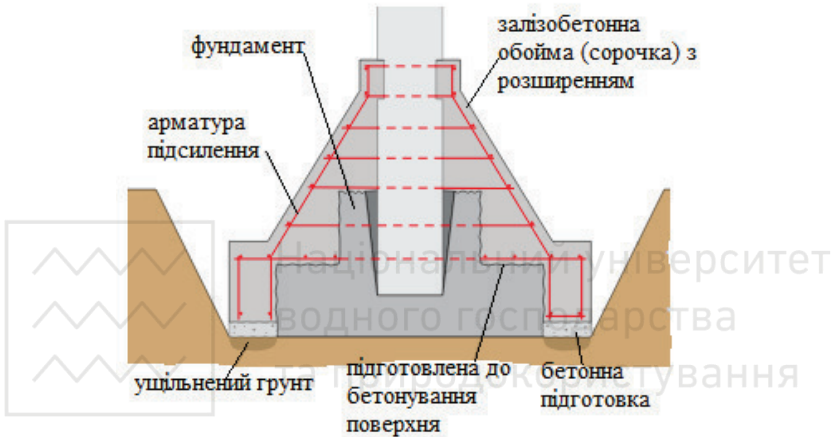 фундамент
залізобетонна
обойма (сорочка) з
розширенням
арматура
підсилення
Національний університет
водного господарства
та природокористування
ущільнений грунт
підготовлена до
бетонування
поверхня
бетонна
підготовка